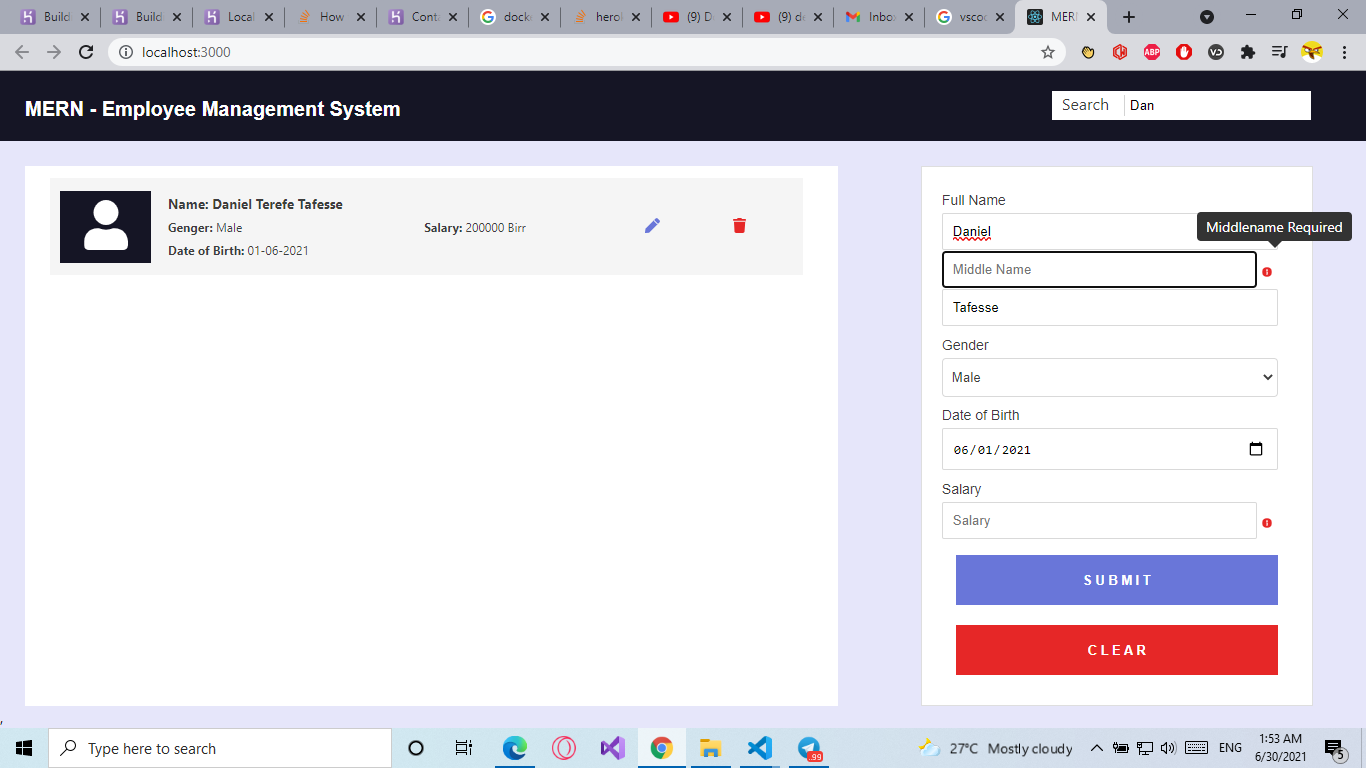 Build
Build
Local
How
Conta
docke
herol
(9) D
(9) de
Inbo
vscod
MERN
localhost:3000
ABP
MERN - Employee Management System
Search Dan
Name: Daniel Terefe Tafesse
Genger: Male
Salary: 200000 Birr
Date of Birth: 01-06-2021
Full Name
Daniel
Middlename Required
Middle Name
Tafesse
Gender
Male
Date of Birth
06/01/2021
Salary
Salary
SUBMIT
CLEAR
,
Type here to search
.99
27°C Mostly cloudy
ENG
1:53 AM
6/30/2021
5